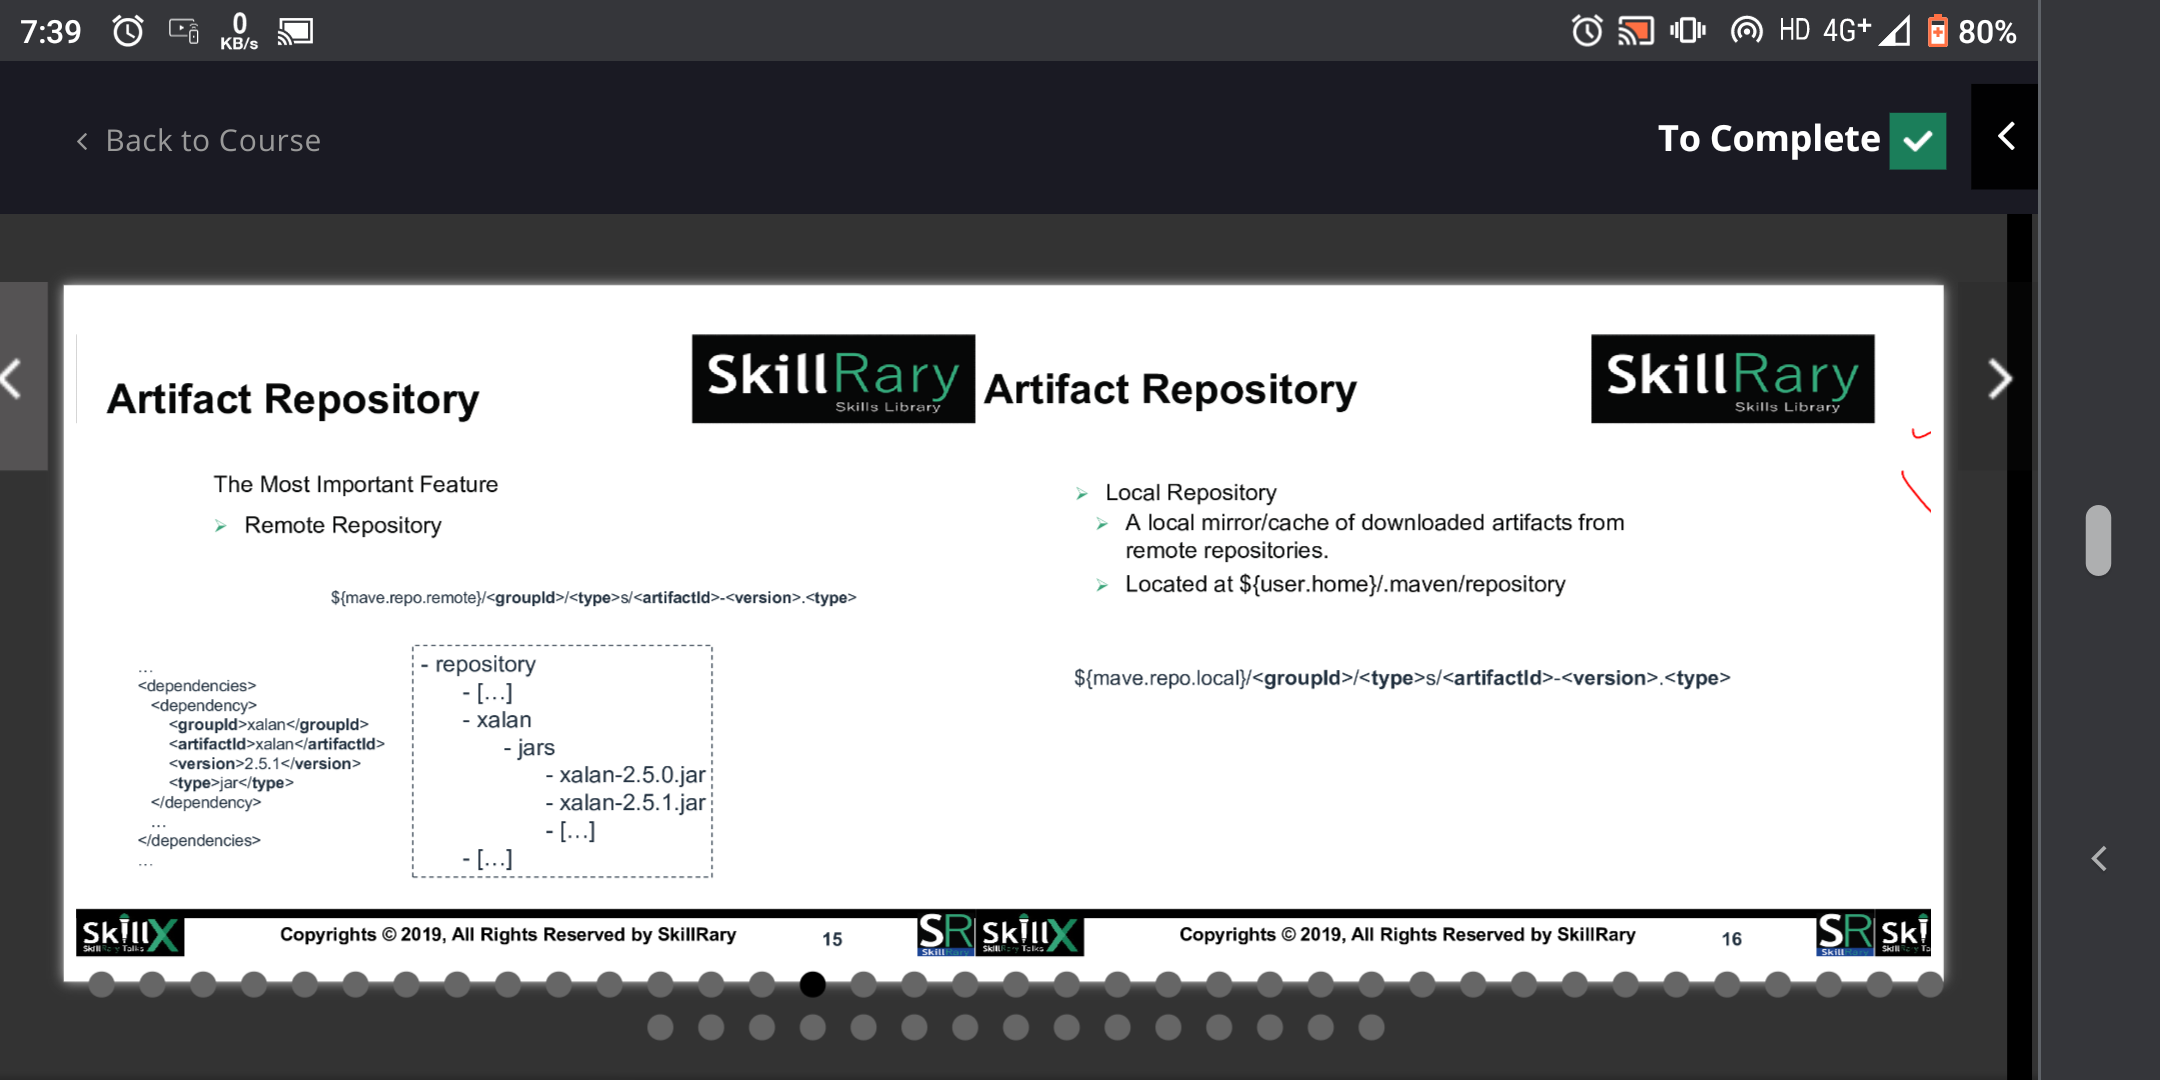 7:39
0
KB/s
HD 4G+
80%
Back to Course
To Complete
Artifact Repository
SkillRary
Skills Library
The Most Important Feature
Remote Repository
${mave.repo.remote}/<groupId>/<type>s/<artifactId>-<version>.<type>
...
<dependencies>
<dependency>
<groupId>xalan</groupId>
<artifactId>xalan</artifactId>
<version>2.5.1</version>
<type>jar</type>
</dependency>
...
</dependencies>
...
- repository
- [...]
- xalan
- jars
- xalan-2.5.0.jar
- xalan-2.5.1.jar
- [...]
- [...]
SkillX
SkillRary Talks
Copyrights © 2019, All Rights Reserved by SkillRary
15
SR
SkillRary
Artifact Repository
SkillRary
Skills Library
Local Repository
A local mirror/cache of downloaded artifacts from
remote repositories.
Located at ${user.home}/.maven/repository
${mave.repo.local}/<groupId>/<type>s/<artifactId>-<version>.<type>
SkillX
SkillRary Talks
Copyrights © 2019, All Rights Reserved by SkillRary
16
SR
SkillRary
Ski